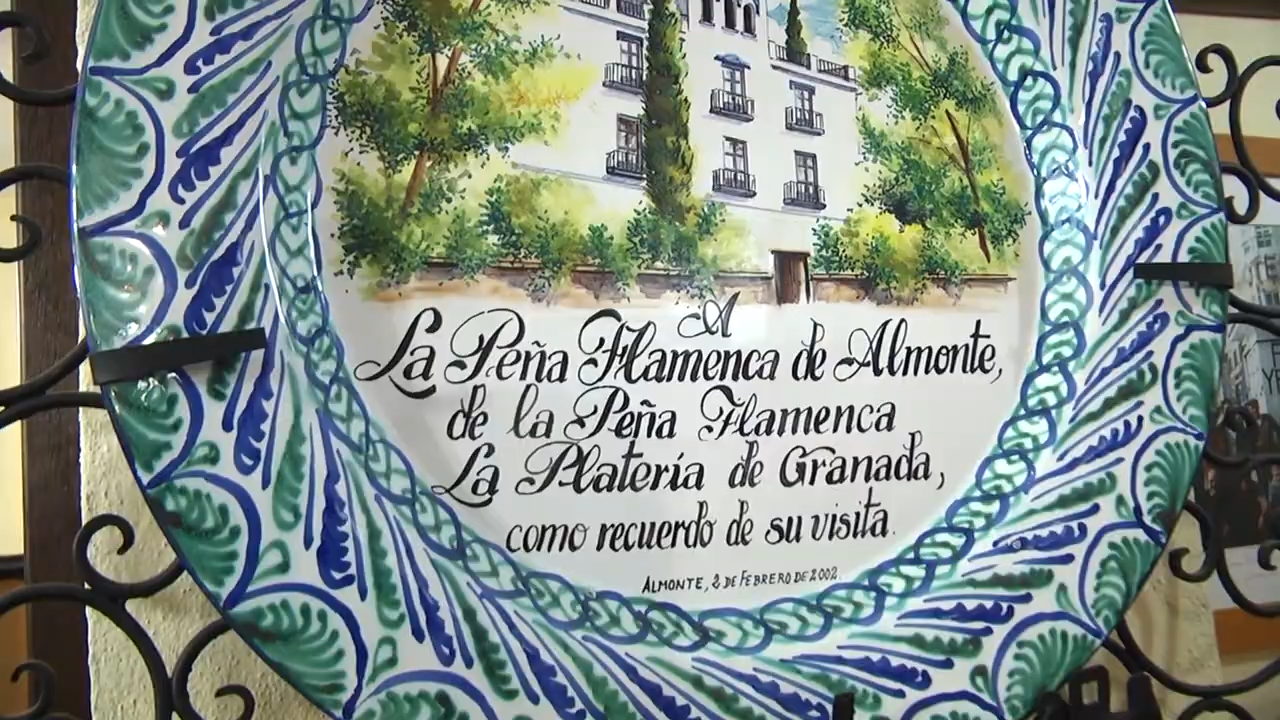 A
La Peña Flamenca de Almonte,
de la Peña Flamenca
La Platería de Granada,
como recuerdo de su visita.
ALMONTE, 2 DE FEBRERO DE 2002.